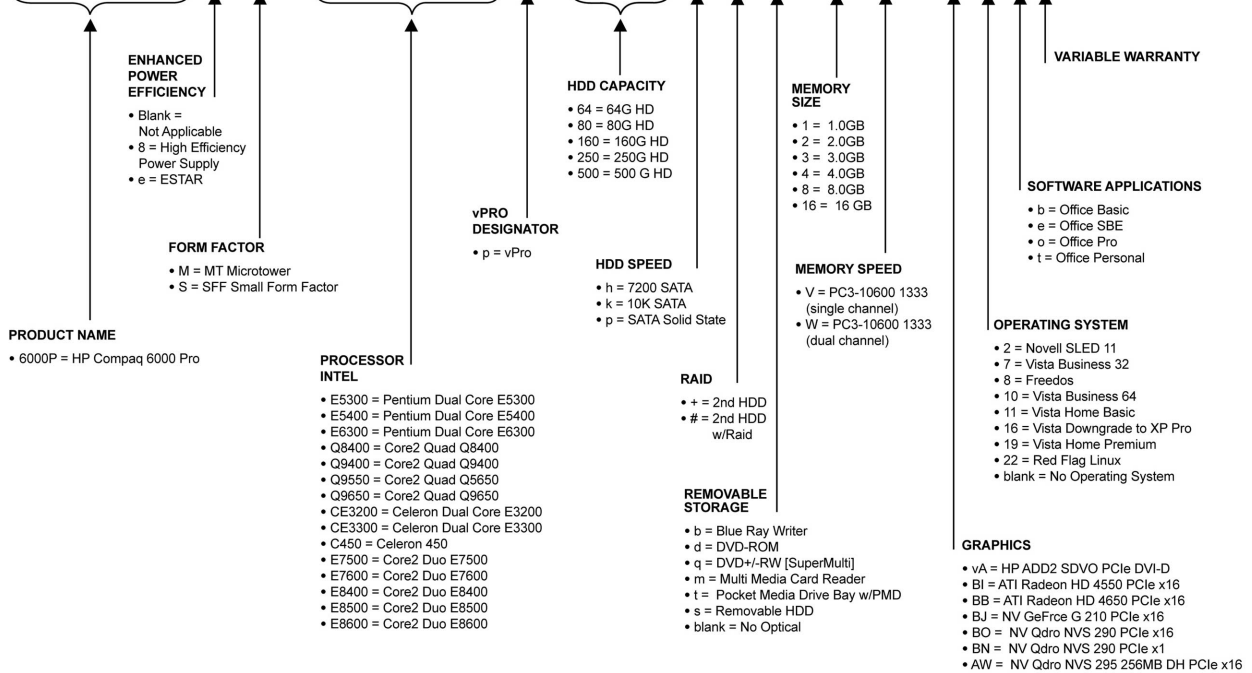 ENHANCED
POWER
EFFICIENCY
• Blank =
Not Applicable
• 8 = High Efficiency
Power Supply
• e = ESTAR
FORM FACTOR
• M = MT Microtower
• S = SFF Small Form Factor
PRODUCT NAME
• 6000P = HP Compaq 6000 Pro
PROCESSOR
INTEL
• E5300 = Pentium Dual Core E5300
• E5400 = Pentium Dual Core E5400
• E6300 = Pentium Dual Core E6300
• Q8400 = Core2 Quad Q8400
• Q9400 = Core2 Quad Q9400
• Q9550 = Core2 Quad Q5650
• Q9650 = Core2 Quad Q9650
• CE3200 = Celeron Dual Core E3200
• CE3300 = Celeron Dual Core E3300
• C450 = Celeron 450
• E7500 = Core2 Duo E7500
• E7600 = Core2 Duo E7600
• E8400 = Core2 Duo E8400
• E8500 = Core2 Duo E8500
• E8600 = Core2 Duo E8600
vPRO
DESIGNATOR
• p = vPro
HDD CAPACITY
• 64 = 64G HD
• 80 = 80G HD
• 160 = 160G HD
• 250 = 250G HD
• 500 = 500 G HD
HDD SPEED
• h = 7200 SATA
• k = 10K SATA
• p = SATA Solid State
RAID
• + = 2nd HDD
• # = 2nd HDD
w/Raid
REMOVABLE
STORAGE
• b = Blue Ray Writer
• d = DVD-ROM
• q = DVD+/-RW [SuperMulti]
• m = Multi Media Card Reader
• t = Pocket Media Drive Bay w/PMD
• s = Removable HDD
• blank = No Optical
MEMORY
SIZE
• 1 = 1.0GB
• 2 = 2.0GB
• 3 = 3.0GB
• 4 = 4.0GB
• 8 = 8.0GB
• 16 = 16 GB
MEMORY SPEED
• V = PC3-10600 1333
(single channel)
• W = PC3-10600 1333
(dual channel)
VARIABLE WARRANTY
SOFTWARE APPLICATIONS
• b = Office Basic
• e = Office SBE
• o = Office Pro
• t = Office Personal
OPERATING SYSTEM
• 2 = Novell SLED 11
• 7 = Vista Business 32
• 8 = Freedos
• 10 = Vista Business 64
• 11 = Vista Home Basic
• 16 = Vista Downgrade to XP Pro
• 19 = Vista Home Premium
• 22 = Red Flag Linux
• blank = No Operating System
GRAPHICS
• vA = HP ADD2 SDVO PCIe DVI-D
• BI = ATI Radeon HD 4550 PCIe x16
• BB = ATI Radeon HD 4650 PCIe x16
• BJ = NV GeFrce G 210 PCIe x16
• BO = NV Qdro NVS 290 PCIe x16
• BN = NV Qdro NVS 290 PCIe x1
• AW = NV Qdro NVS 295 256MB DH PCIe x16